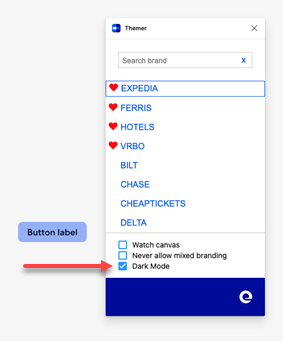 Themer
Search brand
X
EXPEDIA
FERRIS
HOTELS
VRBO
BILT
CHASE
CHEAPTICKETS
DELTA
Button label
Watch canvas
Never allow mixed branding
Dark Mode